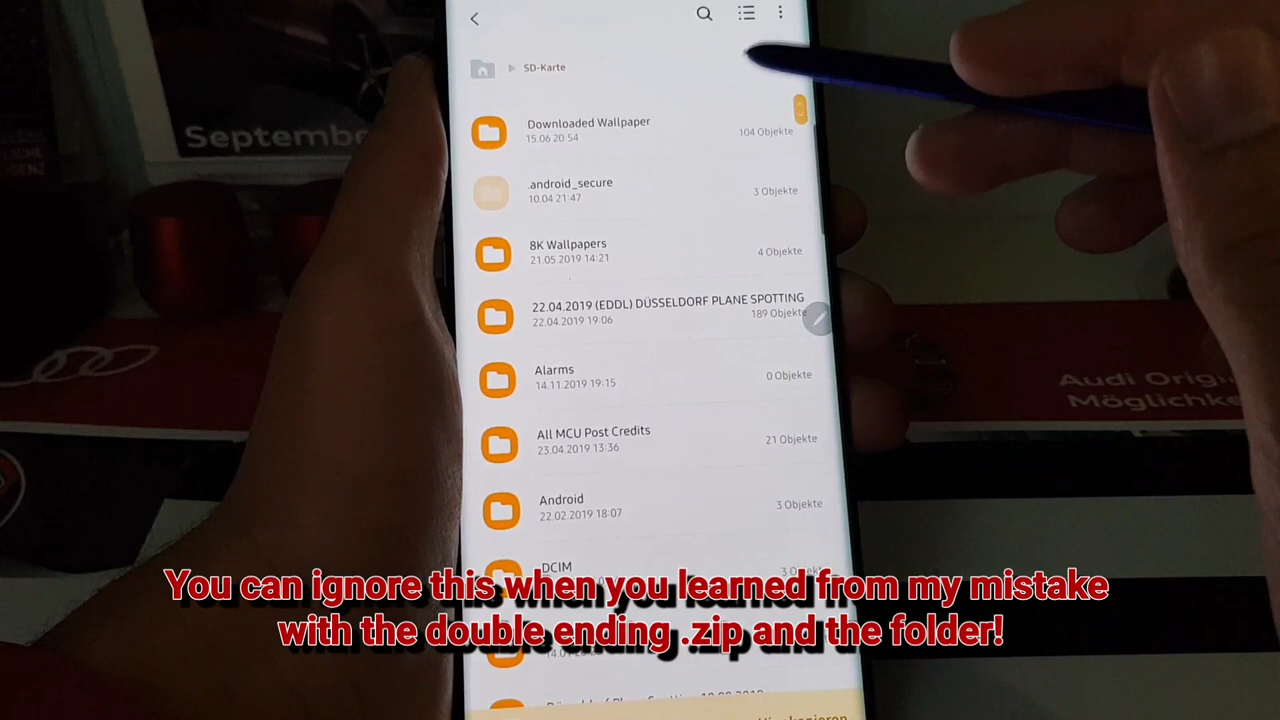 Septembe
SD-Karte
Downloaded Wallpaper
15.06 20:54
104 Objekte
.android_secure
10.04 21:47
3 Objekte
8K Wallpapers
21.05.2019 14:21
4 Objekte
22.04.2019 (EDDL) DÜSSELDORF PLANE SPOTTING
22.04.2019 19:06
189 Objekte
Alarms
14.11.2019 19:15
0 Objekte
All MCU Post Credits
23.04.2019 13:36
21 Objekte
Android
22.02.2019 18:07
3 Objekte
DCIM
Audi Origi
Möglichke
You can ignore this when you learned from my mistake
with the double ending .zip and the folder!